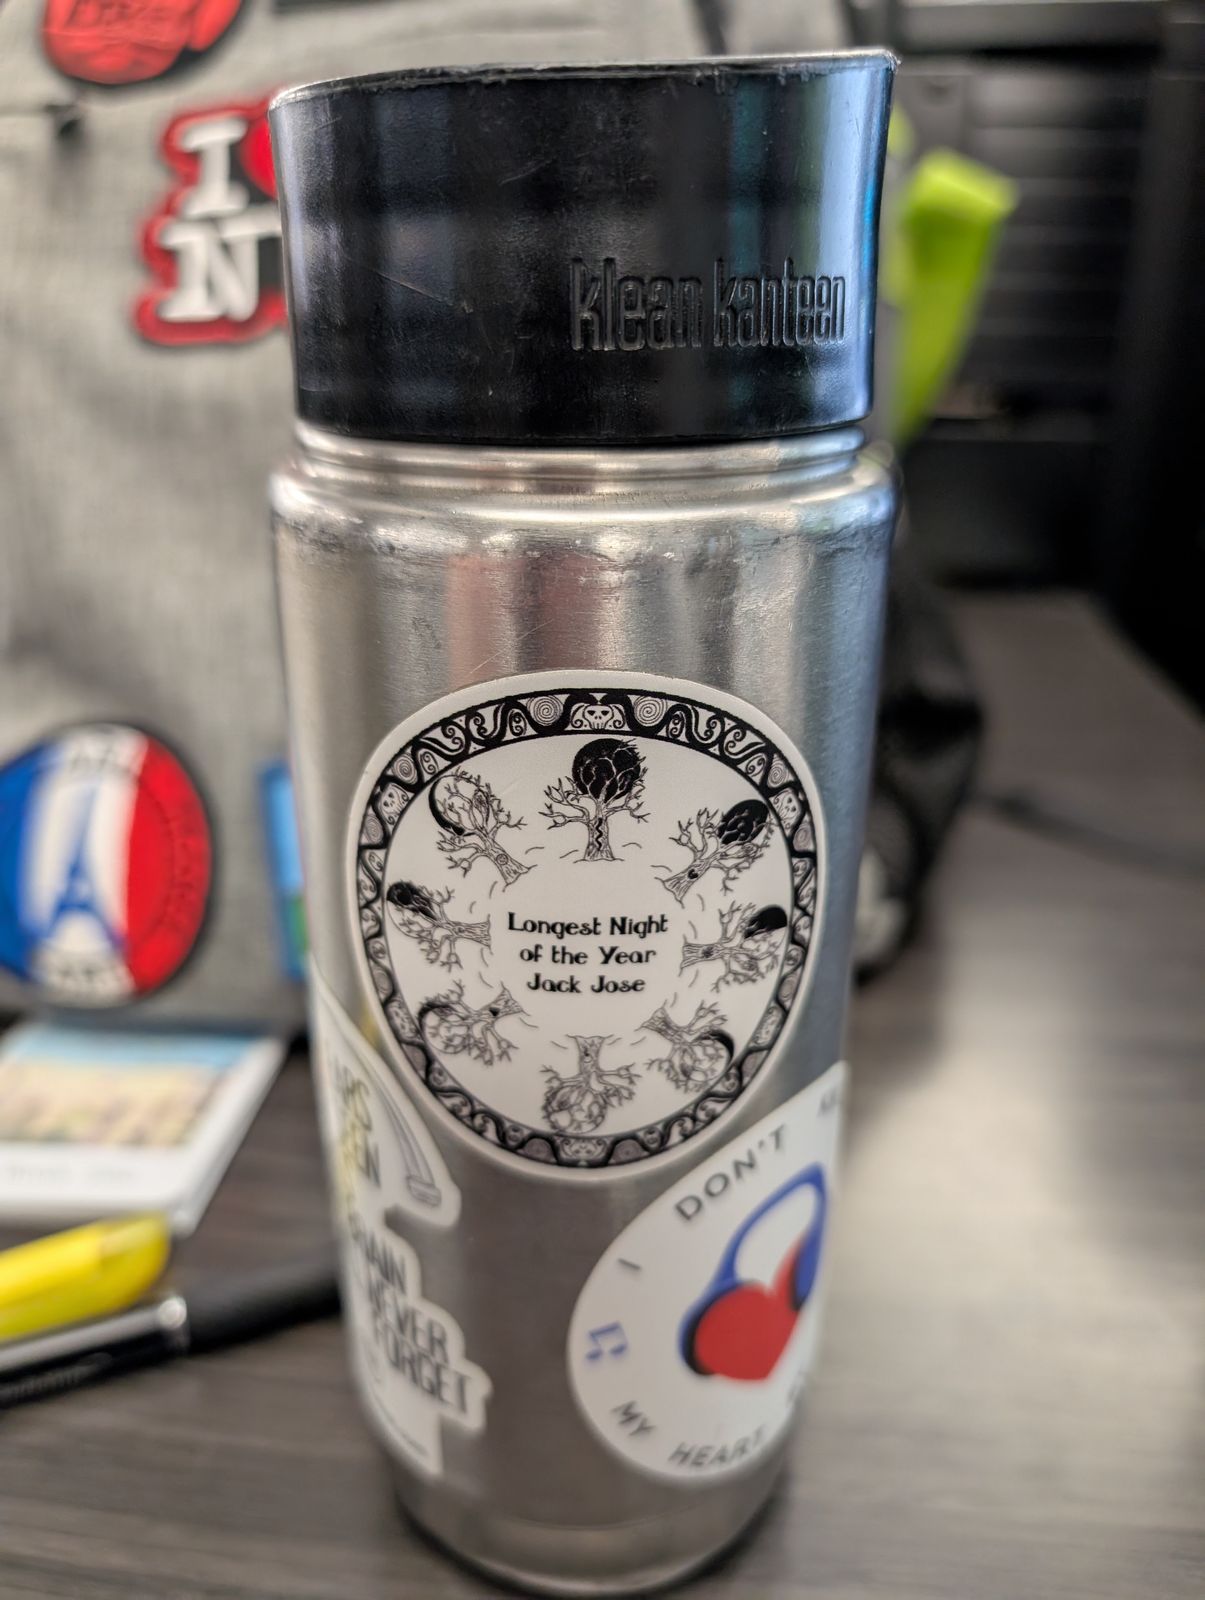 I
N
klean kanteen
Longest Night
of the Year
Jack Jose
DON'T
I
MY
HEART
NEVER
FORGET